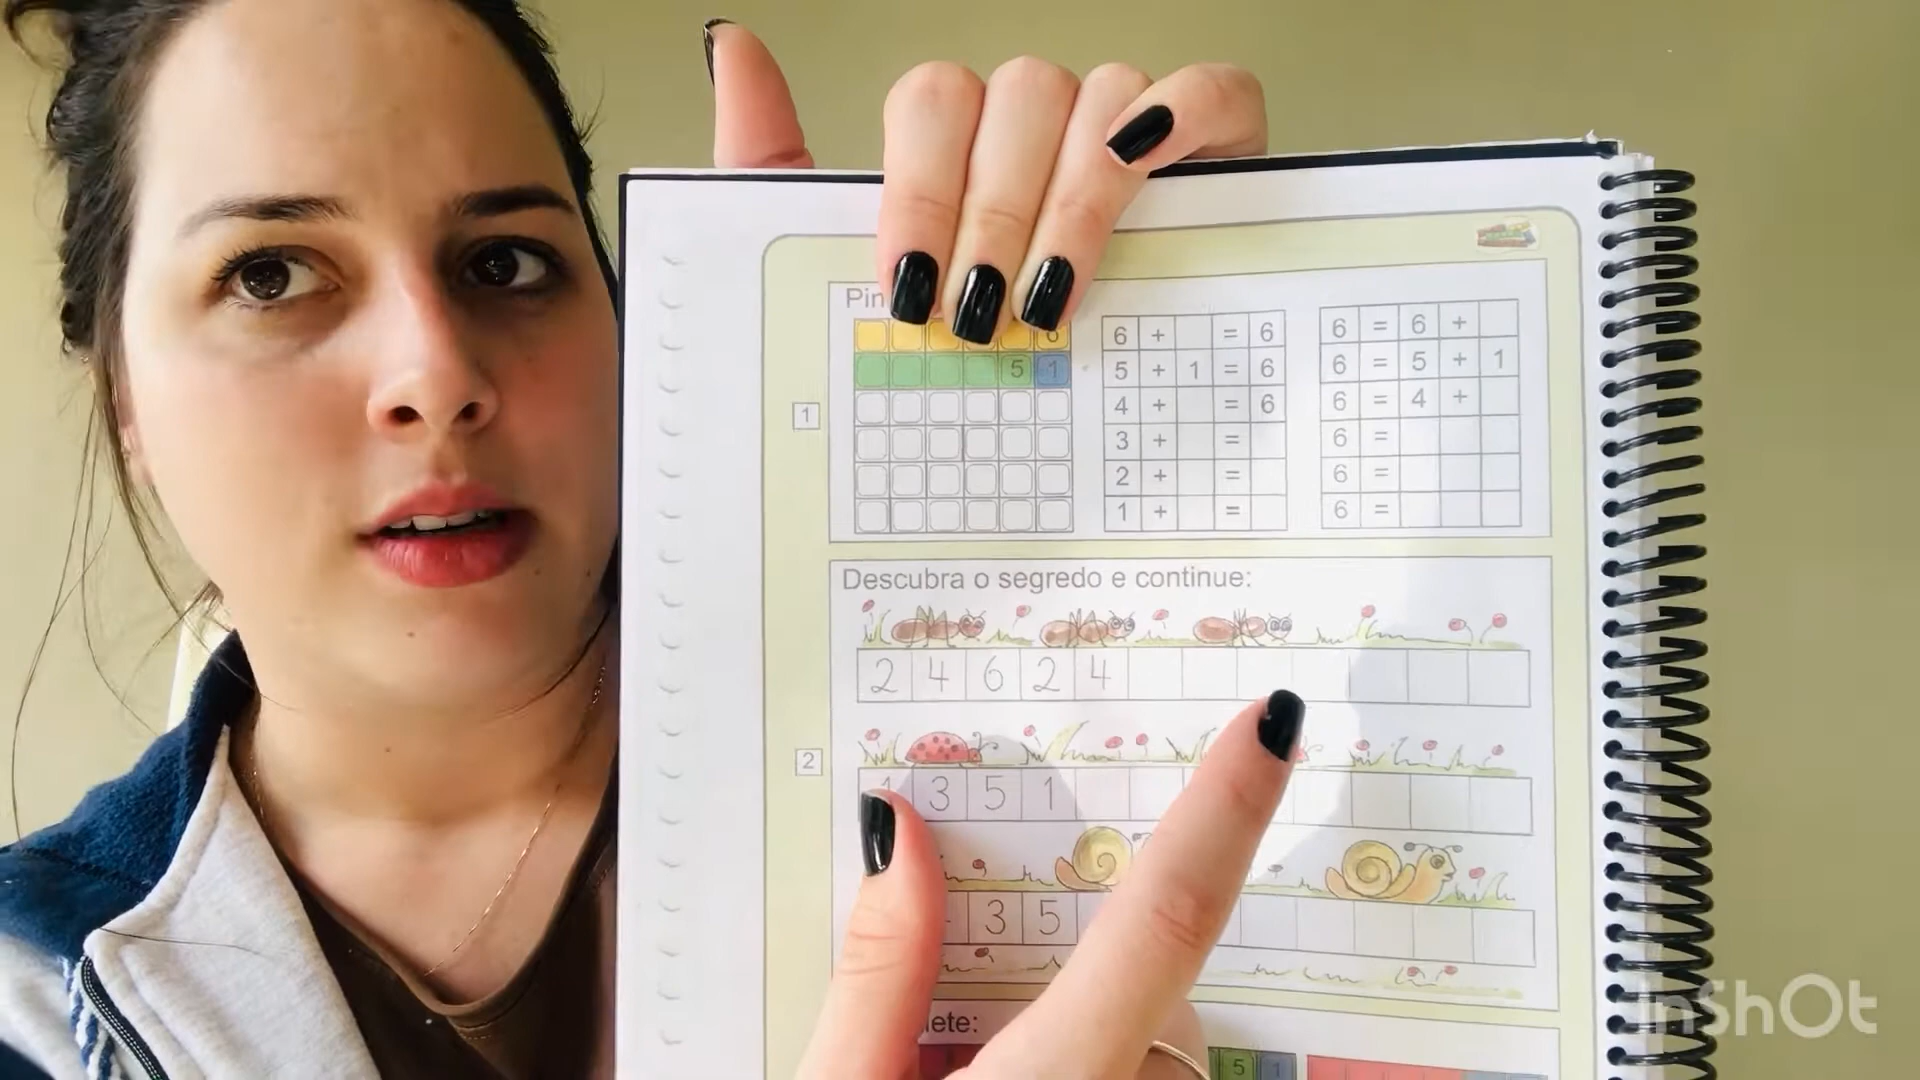 6
5 1
1
6 + = 6
5 + 1 = 6
4 + = 6
3 + =
2 + =
1 + =
6 = 6 +
6 = 5 + 1
6 = 4 +
6 =
6 =
6 =
Descubra o segredo e continue:
2 4 6 2 4
2
1 3 5 1
3 5
5 1
InShOt